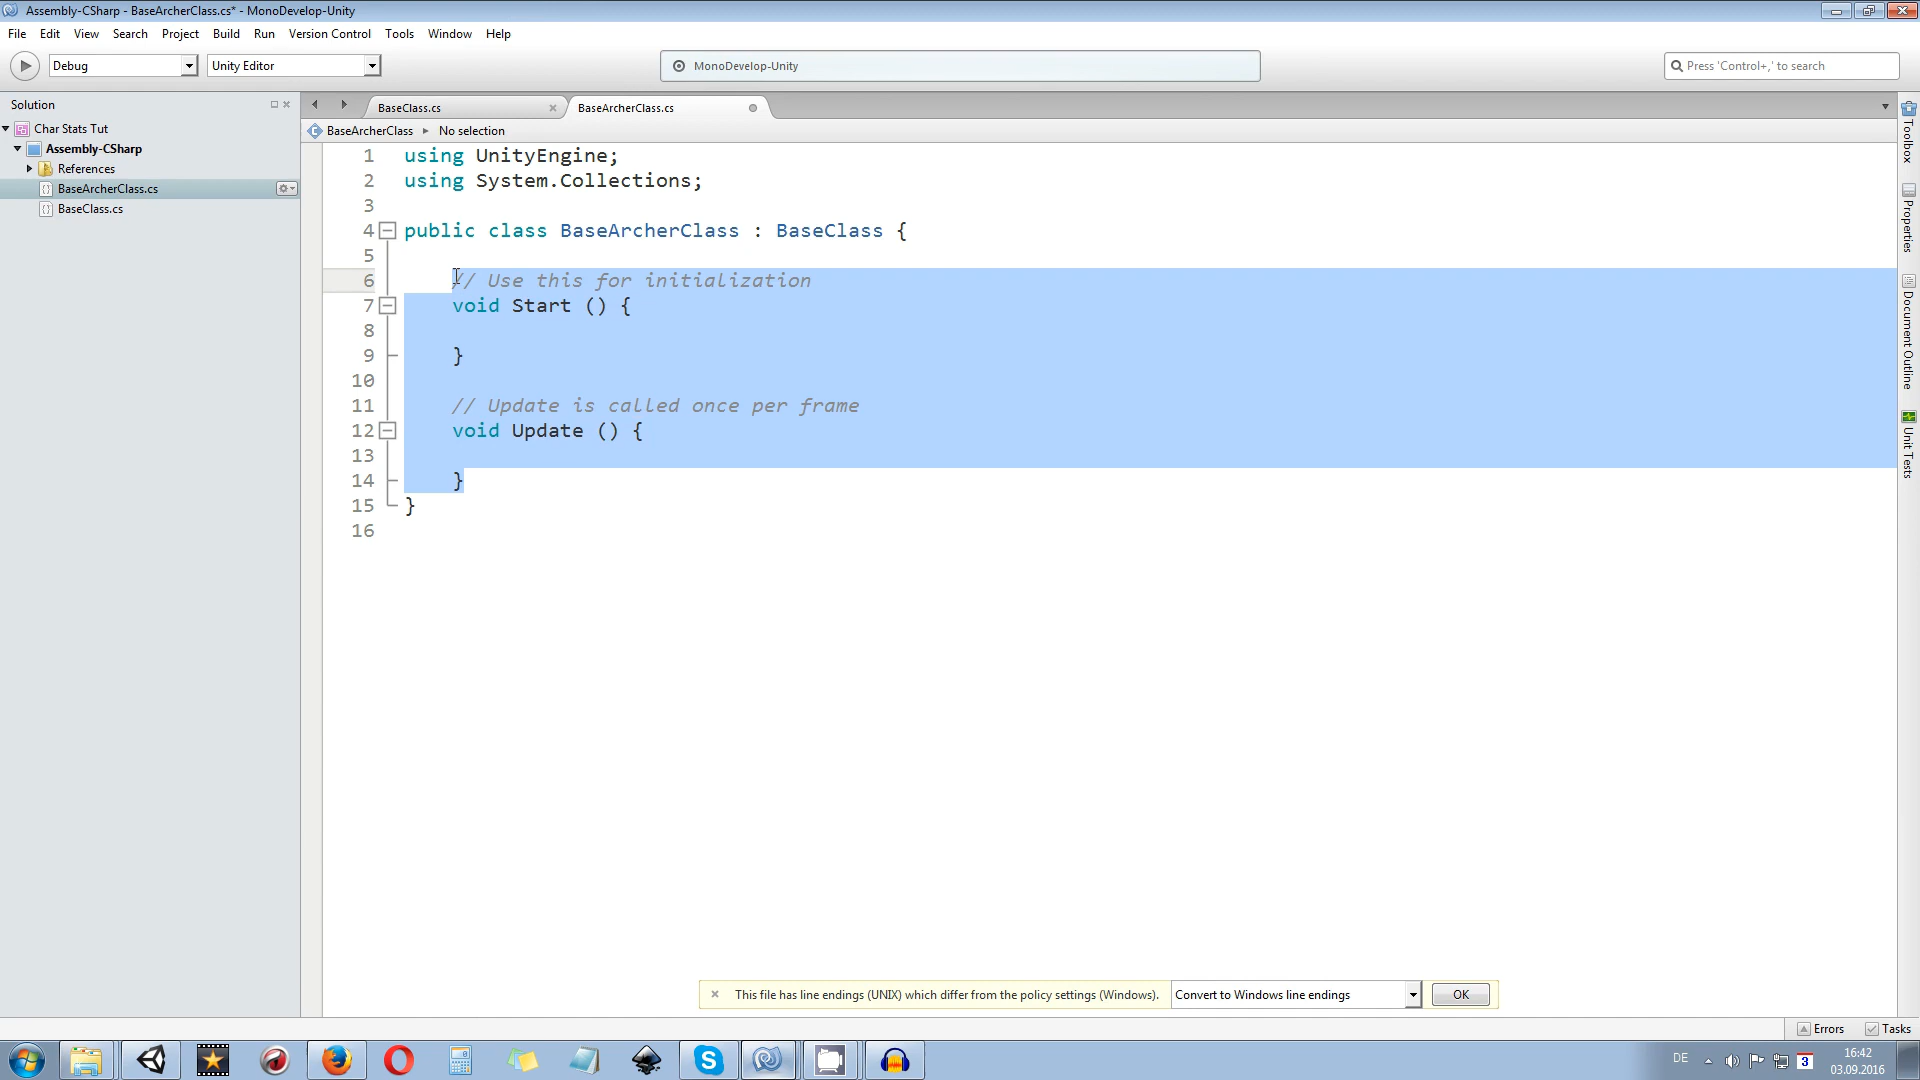 Assembly-CSharp - BaseArcherClass.cs* - MonoDevelop-Unity
File Edit View Search Project Build Run Version Control Tools Window Help
Debug Unity Editor MonoDevelop-Unity Press 'Control+,' to search
Solution
Char Stats Tut
Assembly-CSharp
References
BaseArcherClass.cs
BaseClass.cs
BaseClass.cs BaseArcherClass.cs
BaseArcherClass No selection
1 using UnityEngine;
2 using System.Collections;
3
4 public class BaseArcherClass : BaseClass {
5
6 // Use this for initialization
7 void Start () {
8
9 }
10
11 // Update is called once per frame
12 void Update () {
13
14 }
15 }
16
Toolbox
Properties
Document Outline
Unit Tests
This file has line endings (UNIX) which differ from the policy settings (Windows). Convert to Windows line endings OK
Errors Tasks
DE 3 16:42
03.09.2016